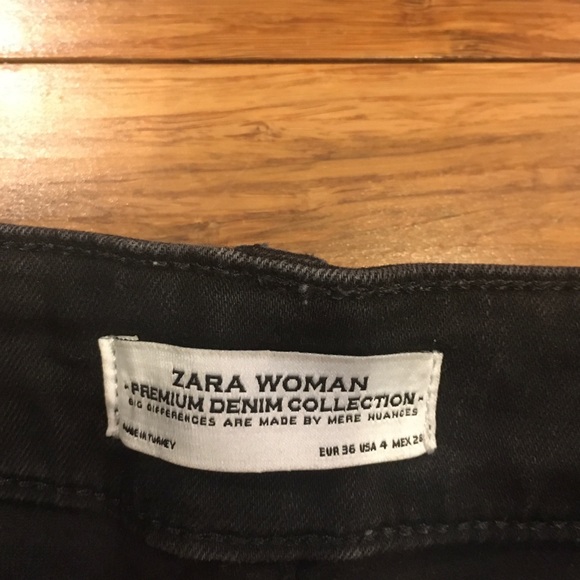 ZARA WOMAN
-PREMIUM DENIM COLLECTION-
BIG DIFFERENCES ARE MADE BY MERE NUANCES
MADE IN TURKEY
EUR 36 USA 4 MEX 26